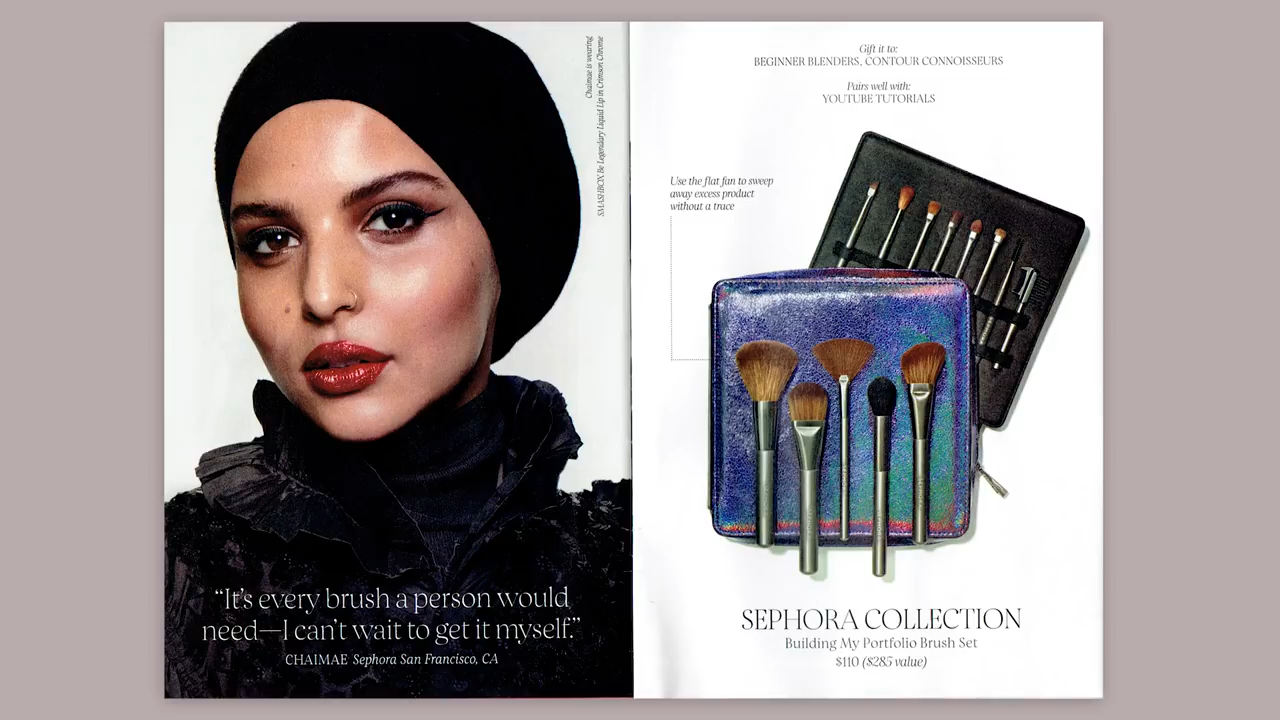 Chaimae is wearing
SMASHBOX Be Legendary Liquid Lip in Crimson Chrome
“It’s every brush a person would
need—I can’t wait to get it myself.”
CHAIMAE Sephora San Francisco, CA
Gift it to:
BEGINNER BLENDERS, CONTOUR CONNOISSEURS
Pairs well with:
YOUTUBE TUTORIALS
Use the flat fan to sweep
away excess product
without a trace
SEPHORA COLLECTION
Building My Portfolio Brush Set
$110 ($285 value)